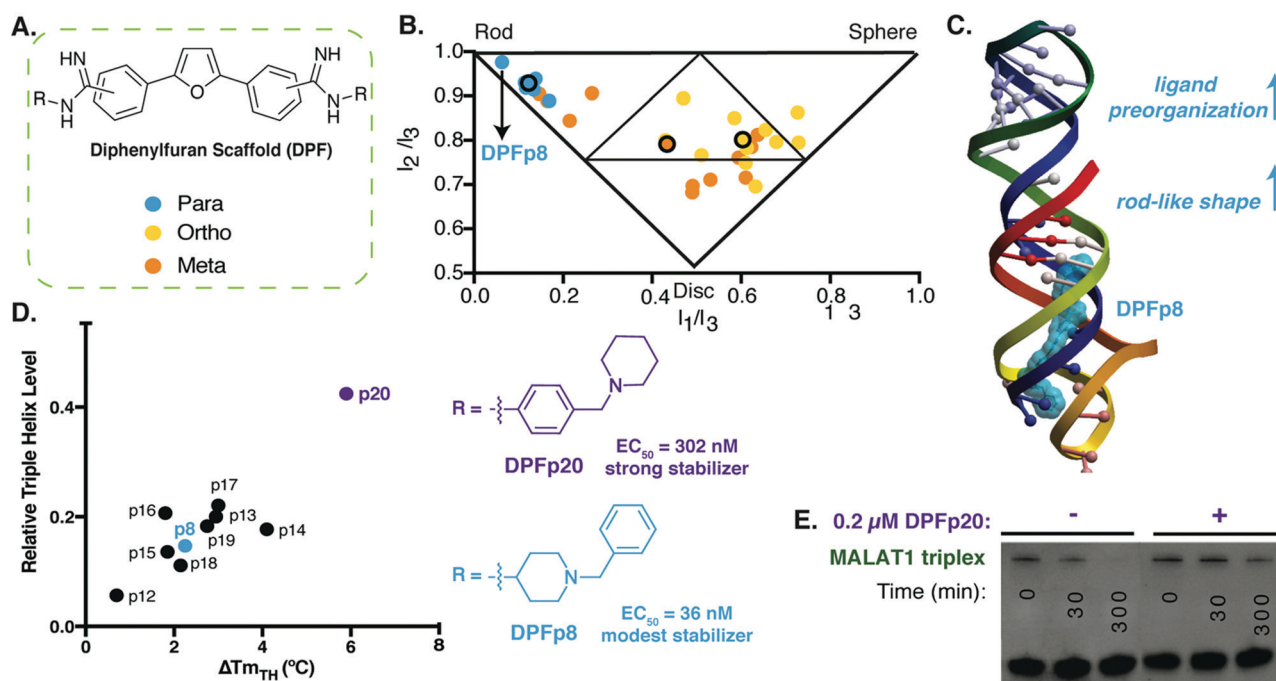 A.
NH
R
N
H
O
NH
N
R
H
Diphenylfuran Scaffold (DPF)
Para
Ortho
Meta
B.
Rod
Sphere
I2/I3
1.0
0.9
0.8
0.7
0.6
0.5
DPFp8
0.0
0.2
0.4
Disc
0.6
0.8
1.0
I1/I3
1 3
C.
ligand
preorganization
rod-like shape
DPFp8
D.
Relative Triple Helix Level
0.4
0.2
0.0
p20
p17
p16
p13
p8
p19
p14
p15
p18
p12
0
2
4
6
8
ΔTmTH (ºC)
N
R =
DPFp20
EC50 = 302 nM
strong stabilizer
R =
N
DPFp8
EC50 = 36 nM
modest stabilizer
E.
0.2 µM DPFp20:
-
+
MALAT1 triplex
Time (min):
0
30
300
0
30
300